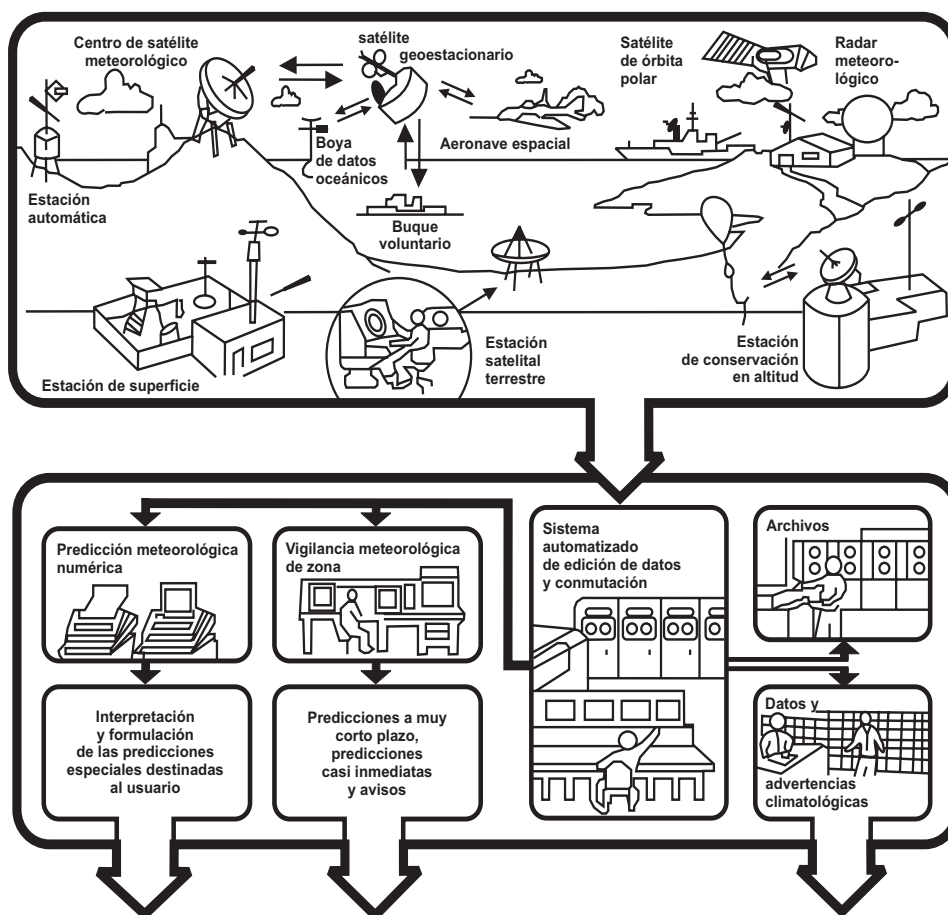 Centro de satélite
meteorológico
satélite
geoestacionario
Satélite
de órbita
polar
Radar
meteoro-
lógico
Boya
de datos
oceánicos
Aeronave espacial
Estación
automática
Buque
voluntario
Estación de superficie
Estación
satelital
terrestre
Estación
de conservación
en altitud
Predicción meteorológica
numérica
Vigilancia meteorológica
de zona
Sistema
automatizado
de edición de datos
y conmutación
Archivos
Interpretación
y formulación
de las predicciones
especiales destinadas
al usuario
Predicciones a muy
corto plazo,
predicciones
casi inmediatas
y avisos
Datos y
advertencias
climatológicas